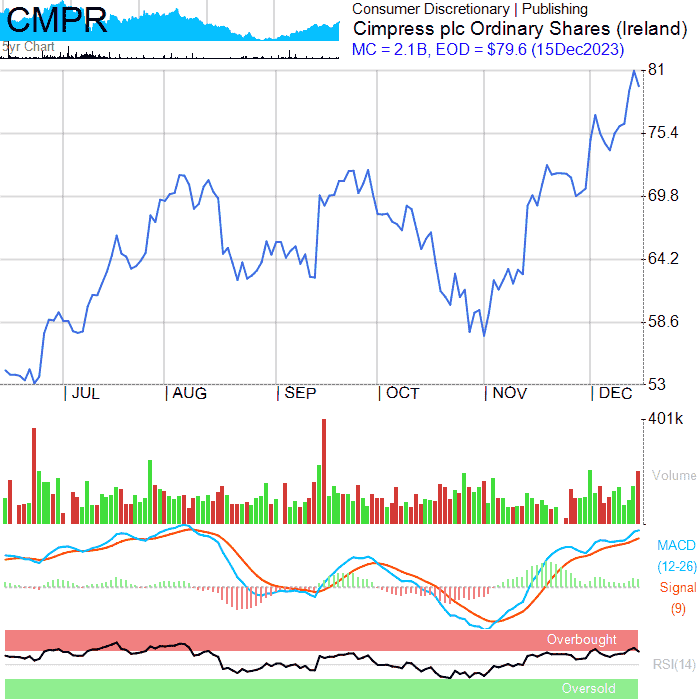 CMPR
5yr Chart
Consumer Discretionary | Publishing
Cimpress plc Ordinary Shares (Ireland)
MC = 2.1B, EOD = $79.6 (15Dec2023)
81
75.4
69.8
64.2
58.6
53
JUL
AUG
SEP
OCT
NOV
DEC
401k
Volume
MACD
(12-26)
Signal
(9)
Overbought
RSI(14)
Oversold